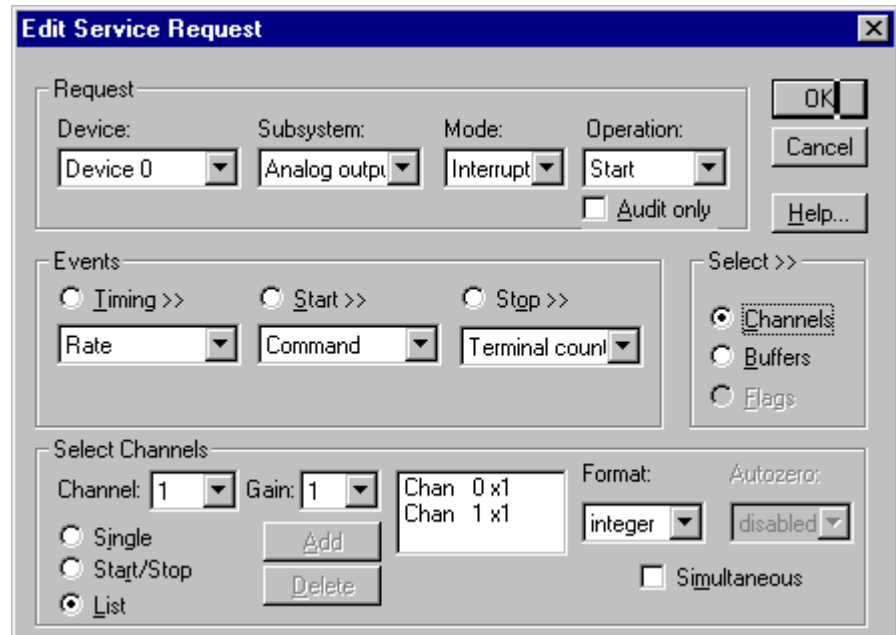 Edit Service Request
Request
Device: Subsystem: Mode: Operation:
Device 0 Analog outpu Interrupt Start
Audit only
OK
Cancel
Help...
Events
Timing >> Start >> Stop >>
Rate Command Terminal count
Select >>
Channels
Buffers
Flags
Select Channels
Channel: 1 Gain: 1
Single
Start/Stop
List
Add
Delete
Chan 0 x1
Chan 1 x1
Format: Autozero:
integer disabled
Simultaneous